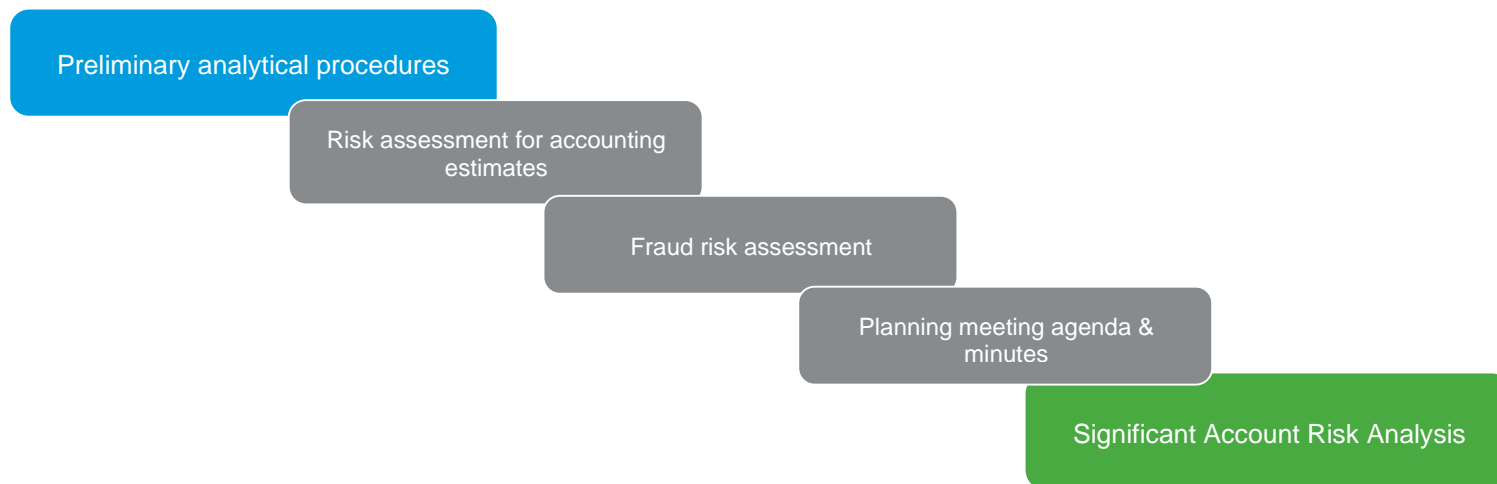 Preliminary analytical procedures
Risk assessment for accounting
estimates
Fraud risk assessment
Planning meeting agenda &
minutes
Significant Account Risk Analysis